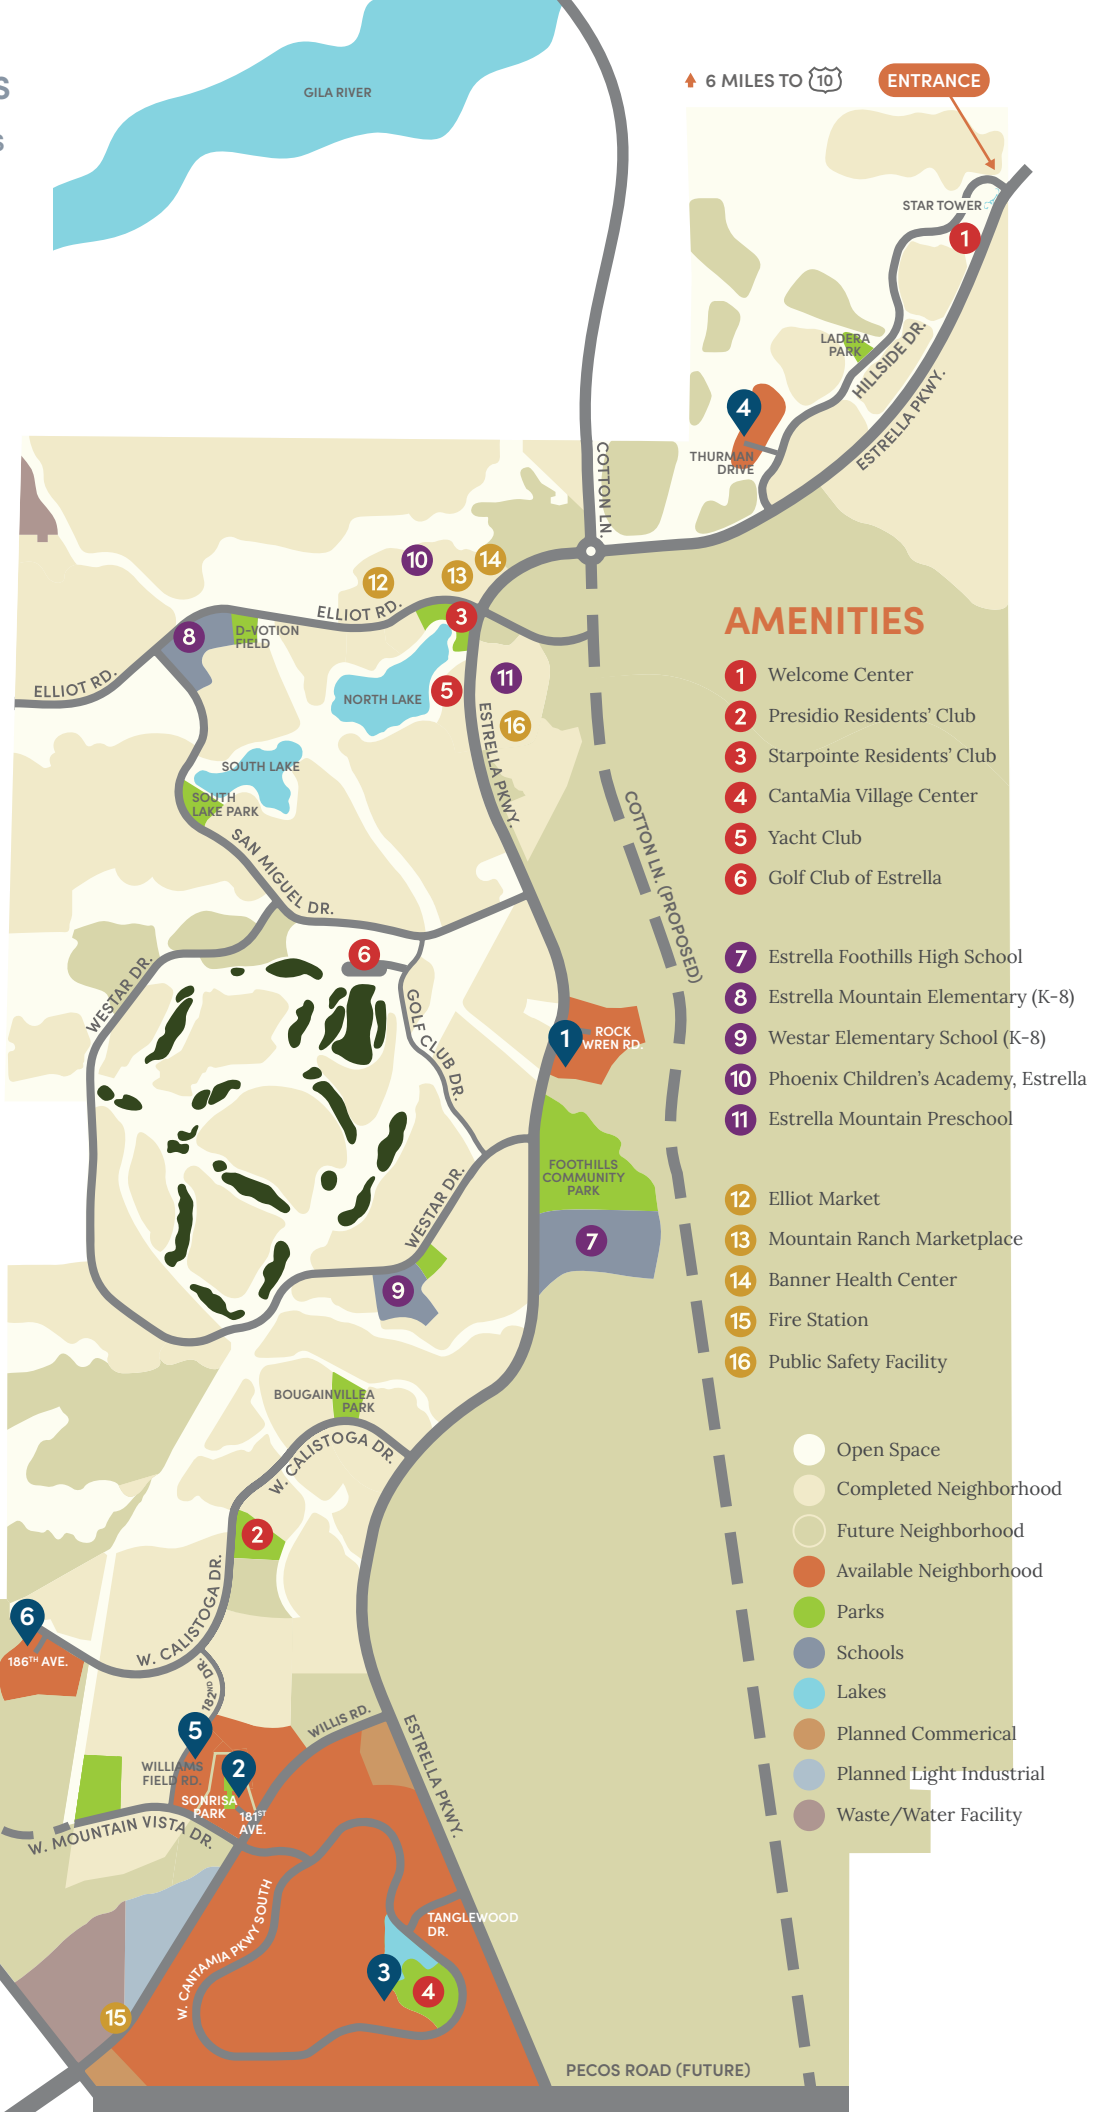 S
s
GILA RIVER
6 MILES TO 10
ENTRANCE
STAR TOWER
1
LADERA
PARK
HILLSIDE DR.
ESTRELLA PKWY.
4
THURMAN
DRIVE
COTTON LN.
10
14
13
12
ELLIOT RD.
3
8
D-VOTION
FIELD
ELLIOT RD.
NORTH LAKE
5
11
16
ESTRELLA PKWY.
SOUTH LAKE
SOUTH
LAKE PARK
SAN MIGUEL DR.
COTTON LN. (PROPOSED)
WESTAR DR.
6
GOLF CLUB DR.
1
ROCK
WREN RD.
FOOTHILLS
COMMUNITY
PARK
7
WESTAR DR.
9
BOUGAINVILLEA
PARK
W. CALISTOGA DR.
2
W. CALISTOGA DR.
6
186TH AVE.
182ND DR.
5
WILLIAMS
FIELD RD.
2
SONRISA
PARK
181ST
AVE.
WILLIS RD.
ESTRELLA PKWY.
W. MOUNTAIN VISTA DR.
W. CANTAMIA PKWY SOUTH
TANGLEWOOD
DR.
3
4
15
PECOS ROAD (FUTURE)
AMENITIES
1 Welcome Center
2 Presidio Residents’ Club
3 Starpointe Residents’ Club
4 CantaMia Village Center
5 Yacht Club
6 Golf Club of Estrella
7 Estrella Foothills High School
8 Estrella Mountain Elementary (K-8)
9 Westar Elementary School (K-8)
10 Phoenix Children’s Academy, Estrella
11 Estrella Mountain Preschool
12 Elliot Market
13 Mountain Ranch Marketplace
14 Banner Health Center
15 Fire Station
16 Public Safety Facility
Open Space
Completed Neighborhood
Future Neighborhood
Available Neighborhood
Parks
Schools
Lakes
Planned Commerical
Planned Light Industrial
Waste/Water Facility